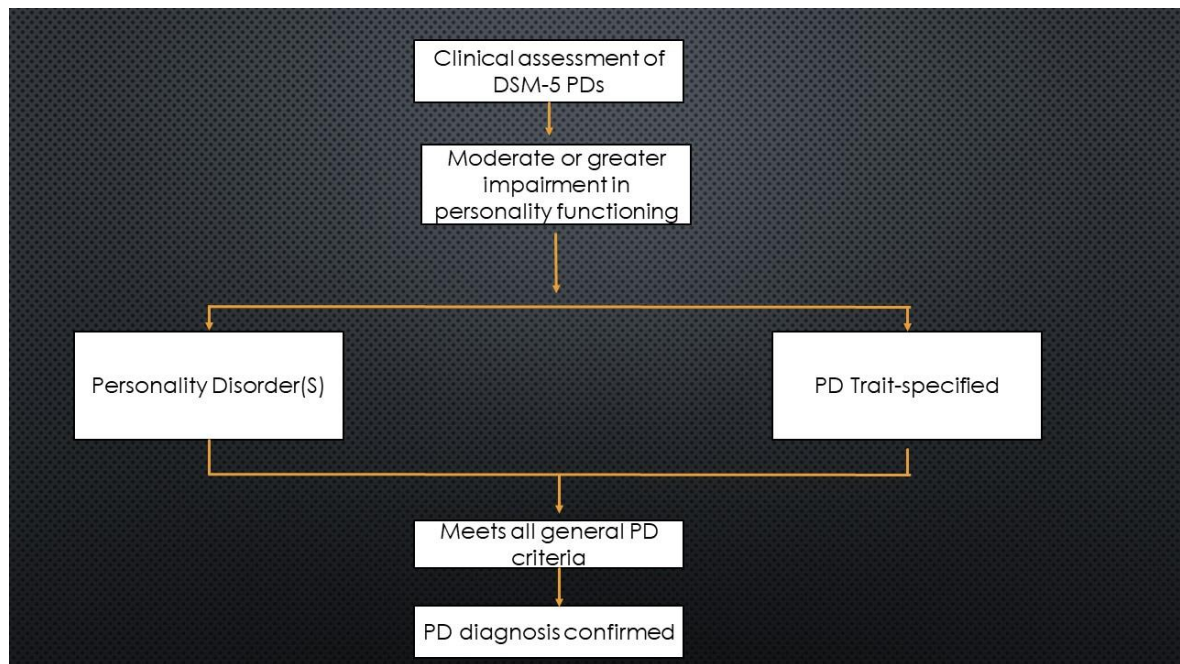 Clinical assessment of
DSM-5 PDs
Moderate or greater
impairment in
personality functioning
Personality Disorder(S)
PD Trait-specified
Meets all general PD
criteria
PD diagnosis confirmed